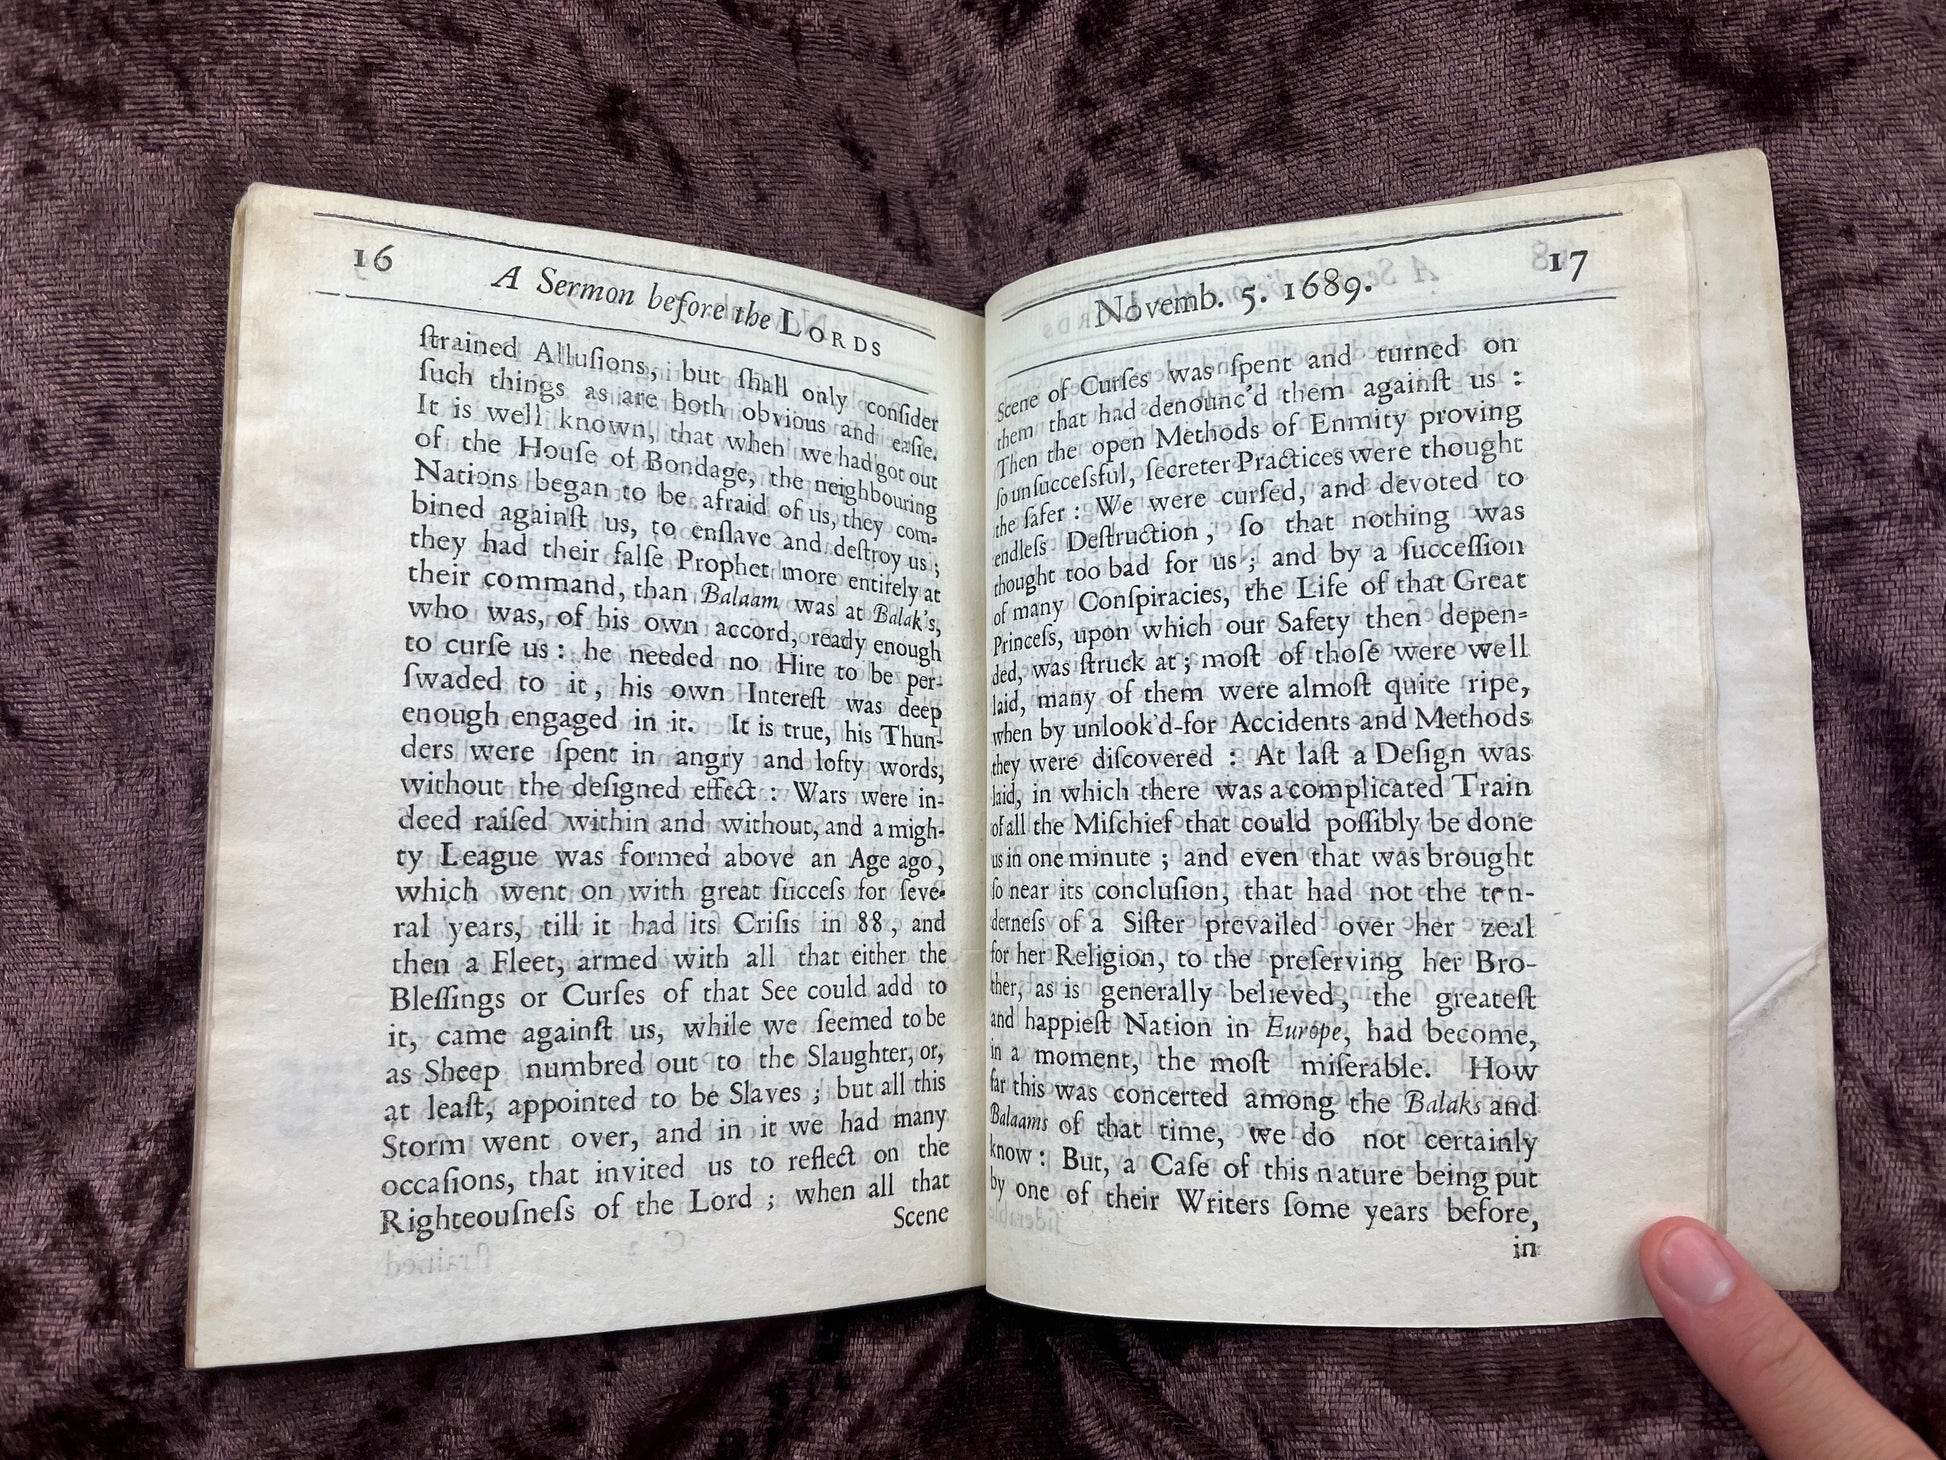 16
A Sermon before the LORDS
ſtrained Alluſions, but ſhall only conſider
ſuch things as are both obvious and eaſie.
It is well known, that when we had got out
of the Houſe of Bondage, the neighbouring
Nations began to be afraid of us, they com-
bined againſt us, to enſlave and deſtroy us;
they had their falſe Prophet more entirely at
their command, than Balaam was at Balak's,
who was, of his own accord, ready enough
to curſe us: he needed no Hire to be per-
ſwaded to it, his own Intereſt was deep
enough engaged in it. It is true, his Thun-
ders were ſpent in angry and lofty words,
without the deſigned effect: Wars were in-
deed raiſed within and without, and a migh-
ty League was formed above an Age ago,
which went on with great ſucceſs for ſeve-
ral years, till it had its Criſis in 88, and
then a Fleet, armed with all that either the
Bleſſings or Curſes of that See could add to
it, came againſt us, while we ſeemed to be
as Sheep numbred out to the Slaughter, or,
at leaſt, appointed to be Slaves; but all this
Storm went over, and in it we had many
occaſions, that invited us to reflect on the
Righteouſneſs of the Lord; when all that
Scene
Novemb. 5. 1689.
17
Scene of Curſes was ſpent and turned on
them that had denounc'd them againſt us:
Then the open Methods of Enmity proving
ſo unſucceſsful, ſecreter Practices were thought
the ſafer: We were curſed, and devoted to
endleſs Deſtruction, ſo that nothing was
thought too bad for us; and by a ſucceſſion
of many Conſpiracies, the Life of that Great
Princeſs, upon which our Safety then depen-
ded, was ſtruck at; moſt of thoſe were well
laid, many of them were almoſt quite ripe,
when by unlook'd-for Accidents and Methods
they were diſcovered: At laſt a Deſign was
laid, in which there was a complicated Train
of all the Miſchief that could poſſibly be done
us in one minute; and even that was brought
ſo near its concluſion, that had not the ten-
derneſs of a Siſter prevailed over her zeal
for her Religion, to the preſerving her Bro-
ther, as is generally believed, the greateſt
and happieſt Nation in Europe, had become,
in a moment, the moſt miſerable. How
far this was concerted among the Balaks and
Balaams of that time, we do not certainly
know: But, a Caſe of this nature being put
by one of their Writers ſome years before,
in